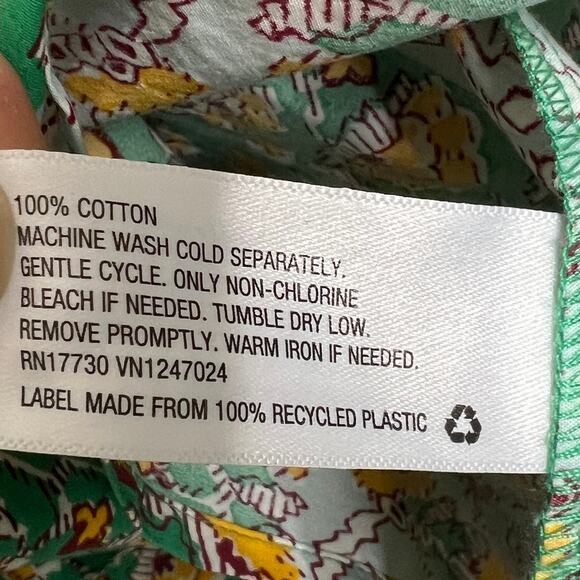 100% COTTON
MACHINE WASH COLD SEPARATELY.
GENTLE CYCLE. ONLY NON-CHLORINE
BLEACH IF NEEDED. TUMBLE DRY LOW.
REMOVE PROMPTLY. WARM IRON IF NEEDED.
RN17730 VN1247024
LABEL MADE FROM 100% RECYCLED PLASTIC